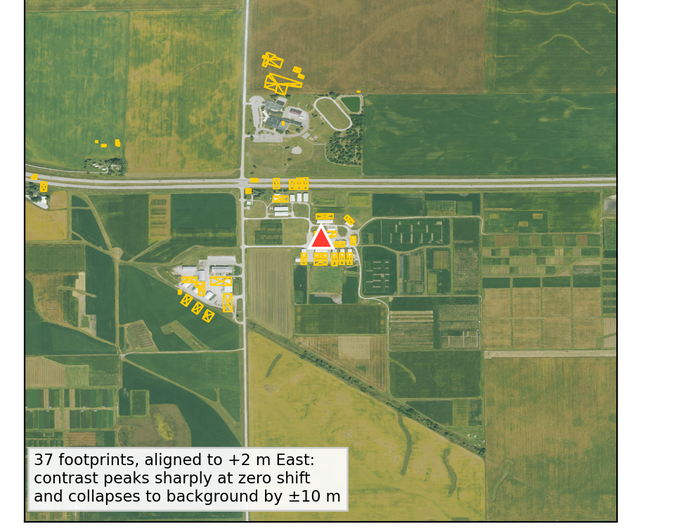 37 footprints, aligned to +2 m East:
contrast peaks sharply at zero shift
and collapses to background by ±10 m